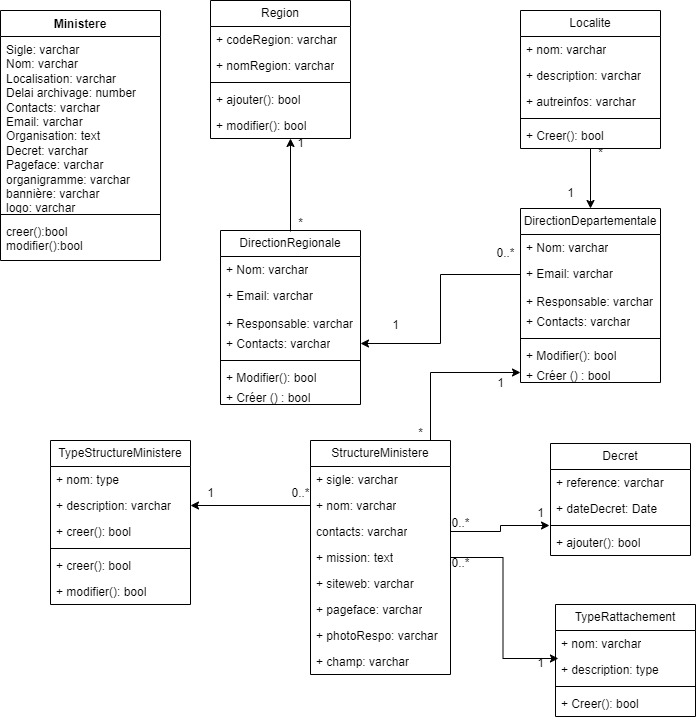 Ministere
Sigle: varchar
Nom: varchar
Localisation: varchar
Delai archivage: number
Contacts: varchar
Email: varchar
Organisation: text
Decret: varchar
Pageface: varchar
organigramme: varchar
bannière: varchar
logo: varchar
creer():bool
modifier():bool
Region
+ codeRegion: varchar
+ nomRegion: varchar
+ ajouter(): bool
+ modifier(): bool
Localite
+ nom: varchar
+ description: varchar
+ autreinfos: varchar
+ Creer(): bool
1
*
*
1
DirectionRegionale
+ Nom: varchar
+ Email: varchar
+ Responsable: varchar
+ Contacts: varchar
+ Modifier(): bool
+ Créer () : bool
DirectionDepartementale
+ Nom: varchar
+ Email: varchar
+ Responsable: varchar
+ Contacts: varchar
+ Modifier(): bool
+ Créer () : bool
0..*
1
1
*
TypeStructureMinistere
+ nom: type
+ description: varchar
+ creer(): bool
+ creer(): bool
+ modifier(): bool
1
0..*
StructureMinistere
+ sigle: varchar
+ nom: varchar
contacts: varchar
+ mission: text
+ siteweb: varchar
+ pageface: varchar
+ photoRespo: varchar
+ champ: varchar
0..*
1
0..*
1
Decret
+ reference: varchar
+ dateDecret: Date
+ ajouter(): bool
TypeRattachement
+ nom: varchar
+ description: type
+ Creer(): bool